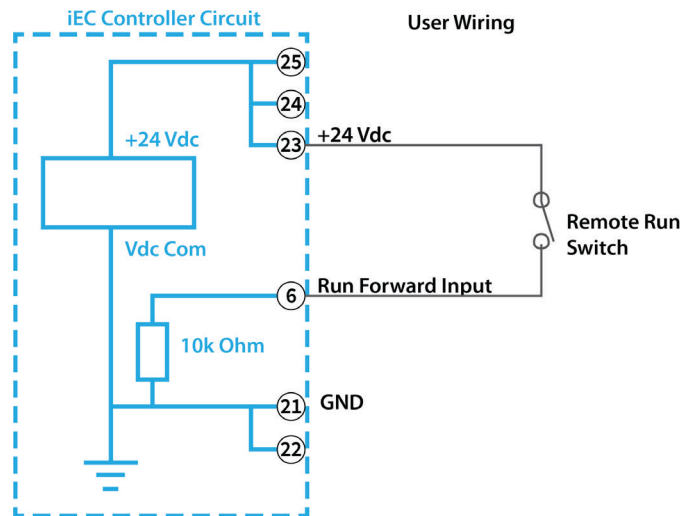 iEC Controller Circuit
User Wiring
25
24
+24 Vdc
23
+24 Vdc
Remote Run
Switch
Vdc Com
6
Run Forward Input
10k Ohm
21
GND
22